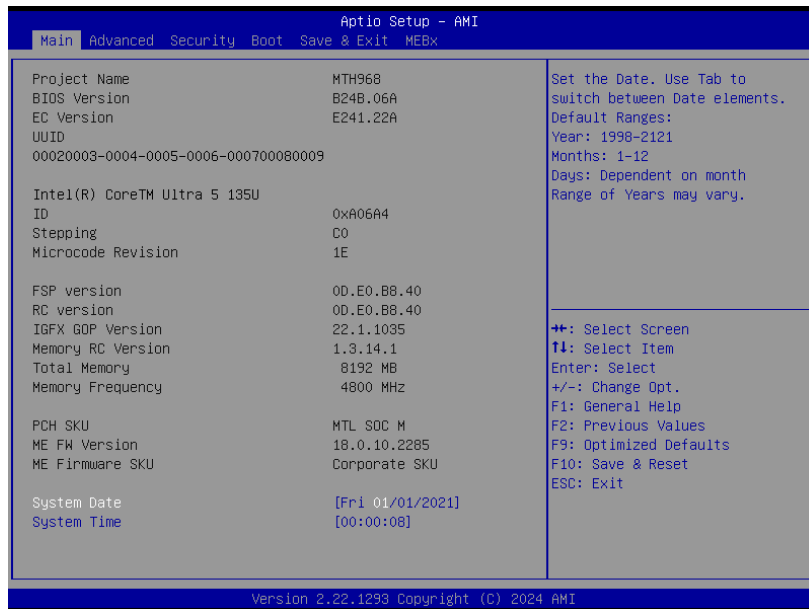 Aptio Setup – AMI
Main Advanced Security Boot Save & Exit MEBx
Project Name MTH968
BIOS Version B24B.06A
EC Version E241.22A
UUID
00020003-0004-0005-0006-000700080009
Intel(R) CoreTM Ultra 5 135U
ID 0xA06A4
Stepping C0
Microcode Revision 1E
FSP version 0D.E0.B8.40
RC version 0D.E0.B8.40
IGFX GOP Version 22.1.1035
Memory RC Version 1.3.14.1
Total Memory 8192 MB
Memory Frequency 4800 MHz
PCH SKU MTL SOC M
ME FW Version 18.0.10.2285
ME Firmware SKU Corporate SKU
System Date [Fri 01/01/2021]
System Time [00:00:08]
Set the Date. Use Tab to
switch between Date elements.
Default Ranges:
Year: 1998-2121
Months: 1-12
Days: Dependent on month
Range of Years may vary.
→←: Select Screen
↑↓: Select Item
Enter: Select
+/-: Change Opt.
F1: General Help
F2: Previous Values
F9: Optimized Defaults
F10: Save & Reset
ESC: Exit
Version 2.22.1293 Copyright (C) 2024 AMI